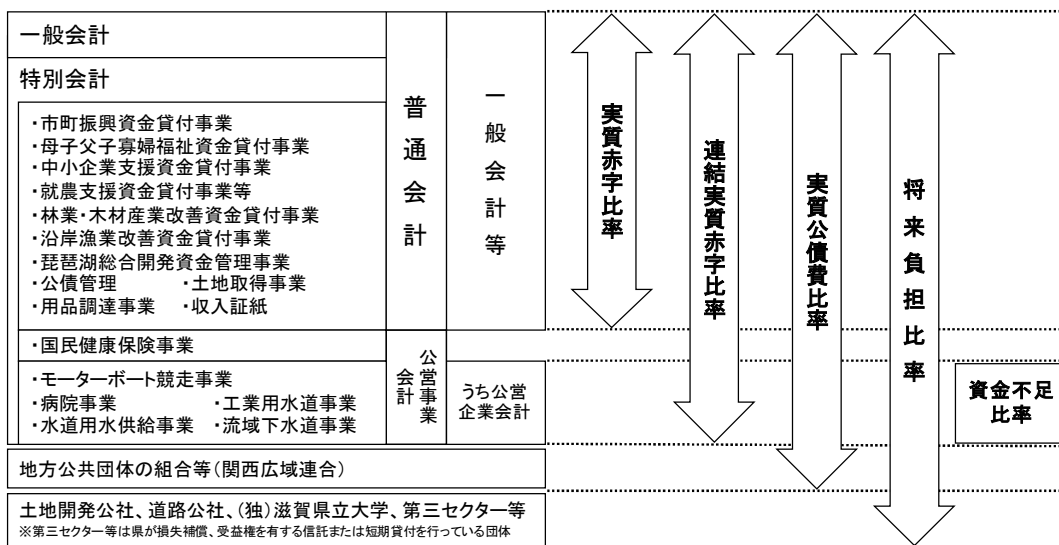 一般会計
特別会計
・市町振興資金貸付事業
・母子父子寡婦福祉資金貸付事業
・中小企業支援資金貸付事業
・就農支援資金貸付事業等
・林業・木材産業改善資金貸付事業
・沿岸漁業改善資金貸付事業
・琵琶湖総合開発資金管理事業
・公債管理 ・土地取得事業
・用品調達事業 ・収入証紙
・国民健康保険事業
・モーターボート競走事業
・病院事業 ・工業用水道事業
・水道用水供給事業 ・流域下水道事業
普通会計
公営事業
会計
一般会計等
うち公営
企業会計
地方公共団体の組合等(関西広域連合)
土地開発公社、道路公社、(独)滋賀県立大学、第三セクター等
※第三セクター等は県が損失補償、受益権を有する信託または短期貸付を行っている団体
実質赤字比率
連結実質赤字比率
実質公債費比率
将来負担比率
資金不足
比率